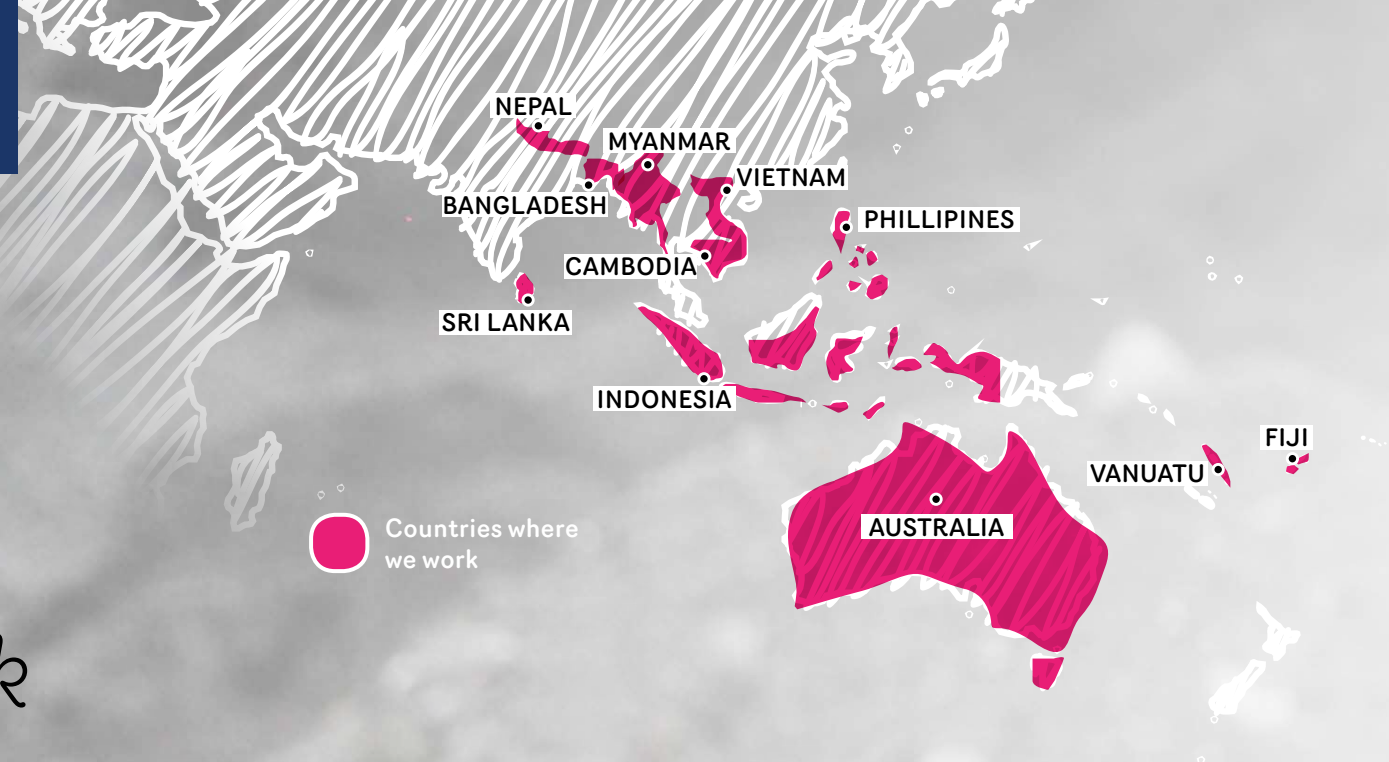 NEPAL
MYANMAR
VIETNAM
BANGLADESH
PHILLIPINES
CAMBODIA
SRI LANKA
INDONESIA
FIJI
VANUATU
AUSTRALIA
Countries where
we work